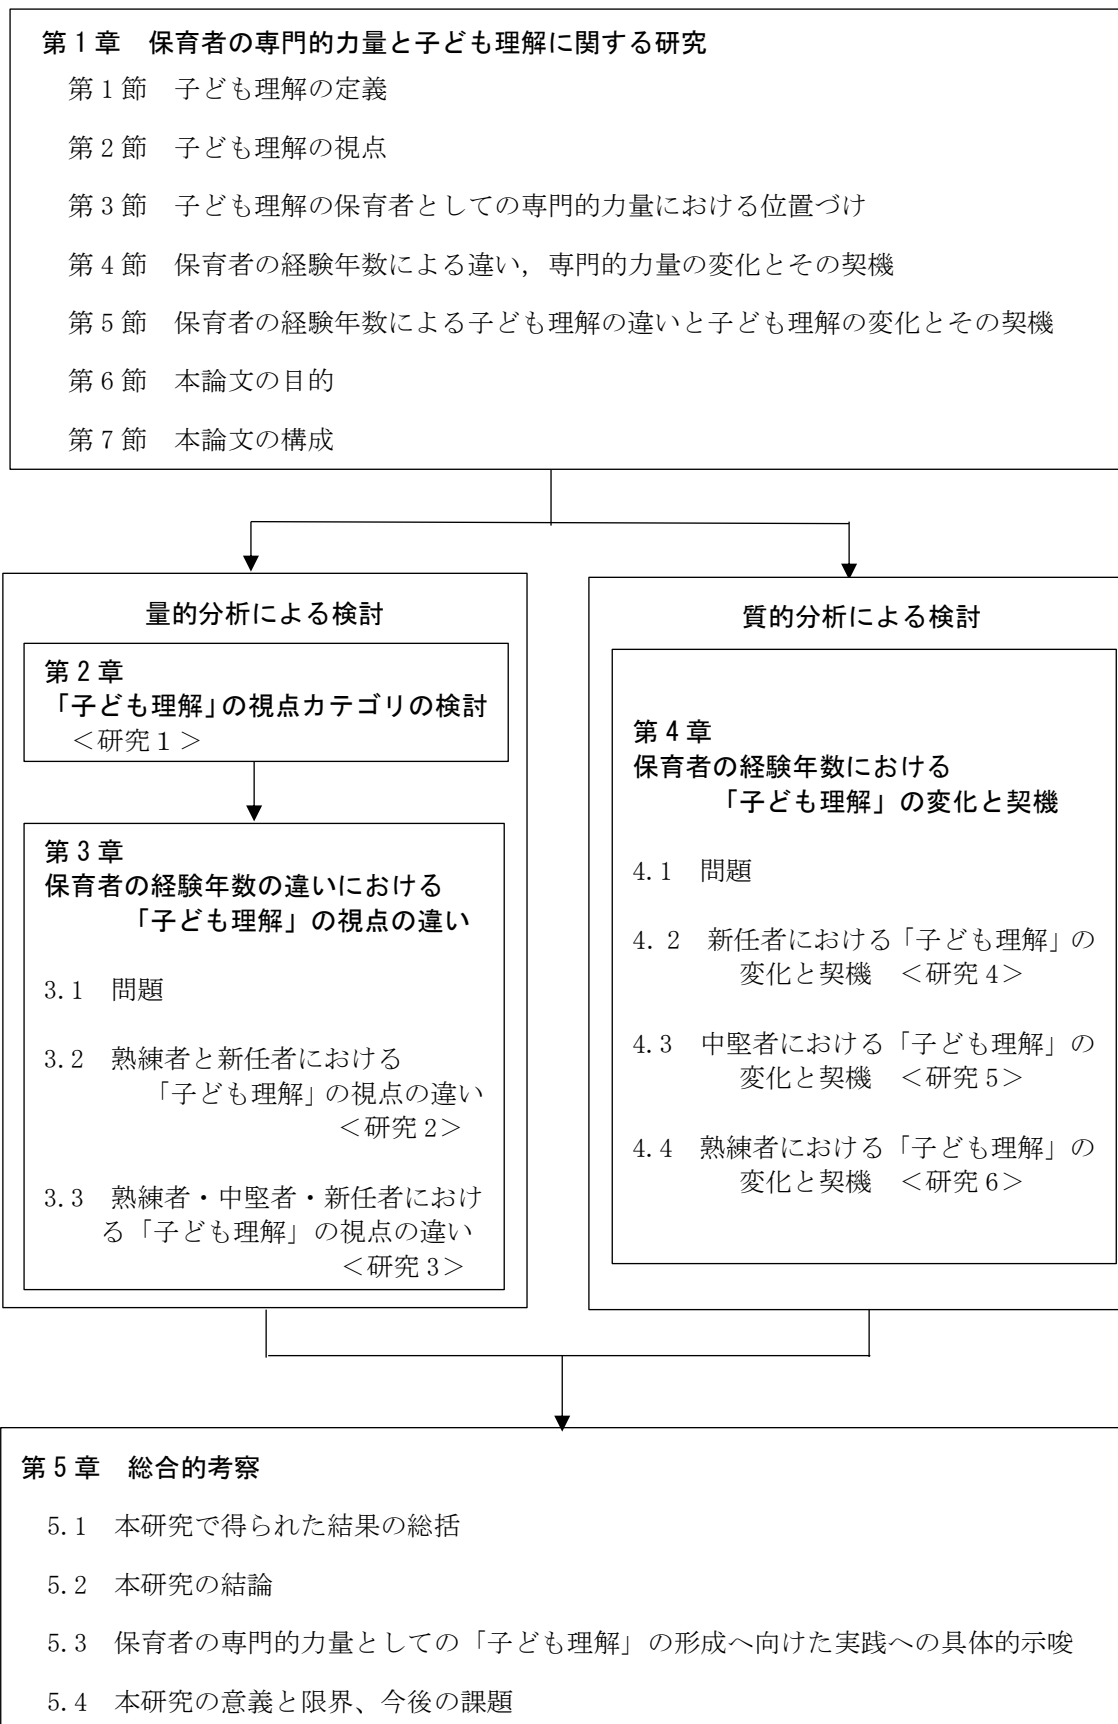 第1章　保育者の専門的力量と子ども理解に関する研究
第1節　子ども理解の定義
第2節　子ども理解の視点
第3節　子ども理解の保育者としての専門的力量における位置づけ
第4節　保育者の経験年数による違い，専門的力量の変化とその契機
第5節　保育者の経験年数による子ども理解の違いと子ども理解の変化とその契機
第6節　本論文の目的
第7節　本論文の構成
量的分析による検討
第2章
「子ども理解」の視点カテゴリの検討
＜研究1＞
第3章
保育者の経験年数の違いにおける
「子ども理解」の視点の違い
3.1　問題
3.2　熟練者と新任者における
「子ども理解」の視点の違い
＜研究2＞
3.3　熟練者・中堅者・新任者におけ
る「子ども理解」の視点の違い
＜研究3＞
質的分析による検討
第4章
保育者の経験年数における
「子ども理解」の変化と契機
4.1　問題
4.2　新任者における「子ども理解」の
変化と契機　＜研究4＞
4.3　中堅者における「子ども理解」の
変化と契機　＜研究5＞
4.4　熟練者における「子ども理解」の
変化と契機　＜研究6＞
第5章　総合的考察
5.1　本研究で得られた結果の総括
5.2　本研究の結論
5.3　保育者の専門的力量としての「子ども理解」の形成へ向けた実践への具体的示唆
5.4　本研究の意義と限界、今後の課題